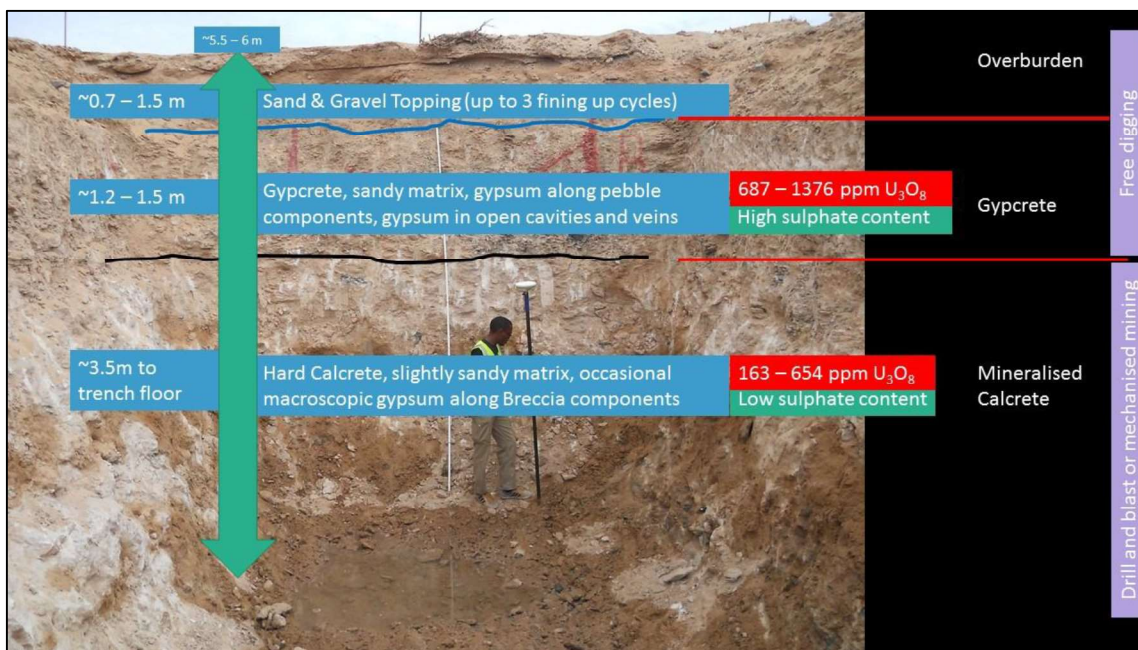 ~5.5 – 6 m
Overburden
~0.7 – 1.5 m
Sand & Gravel Topping (up to 3 fining up cycles)
Free digging
~1.2 – 1.5 m
Gypcrete, sandy matrix, gypsum along pebble
components, gypsum in open cavities and veins
687 – 1376 ppm U₃O₈
High sulphate content
Gypcrete
~3.5m to
trench floor
Hard Calcrete, slightly sandy matrix, occasional
macroscopic gypsum along Breccia components
163 – 654 ppm U₃O₈
Low sulphate content
Mineralised
Calcrete
Drill and blast or mechanised mining